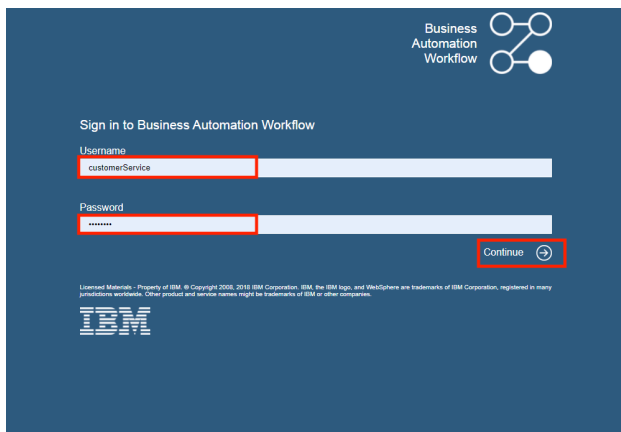 Business
Automation
Workflow
Sign in to Business Automation Workflow
Username
customerService
Password
••••••••
Continue
Licensed Materials - Property of IBM. © Copyright 2008, 2018 IBM Corporation. IBM, the IBM logo, and WebSphere are trademarks of IBM Corporation, registered in many
jurisdictions worldwide. Other product and service names might be trademarks of IBM or other companies.
IBM